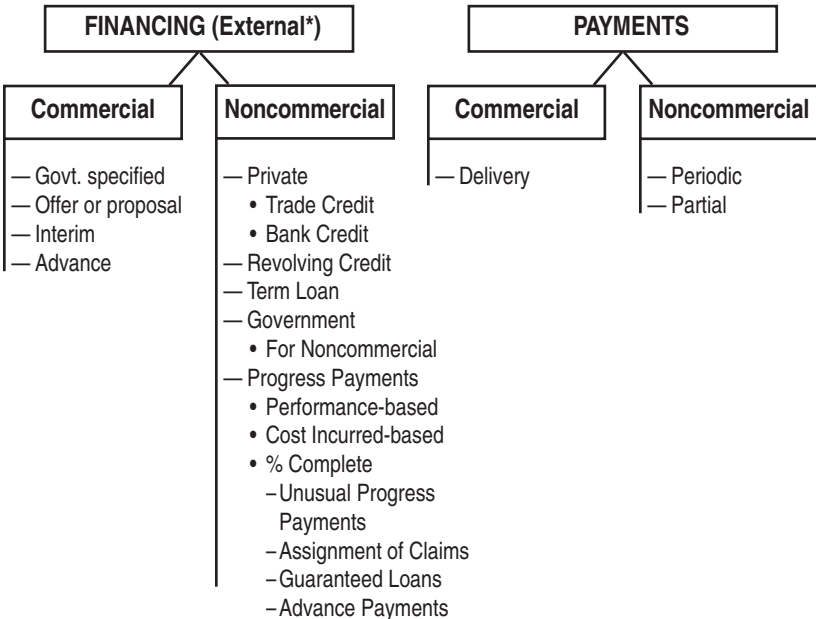 FINANCING (External*)
Commercial
— Govt. specified
— Offer or proposal
— Interim
— Advance
Noncommercial
— Private
• Trade Credit
• Bank Credit
— Revolving Credit
— Term Loan
— Government
• For Noncommercial
— Progress Payments
• Performance-based
• Cost Incurred-based
• % Complete
– Unusual Progress
Payments
– Assignment of Claims
– Guaranteed Loans
– Advance Payments
PAYMENTS
Commercial
— Delivery
Noncommercial
— Periodic
— Partial